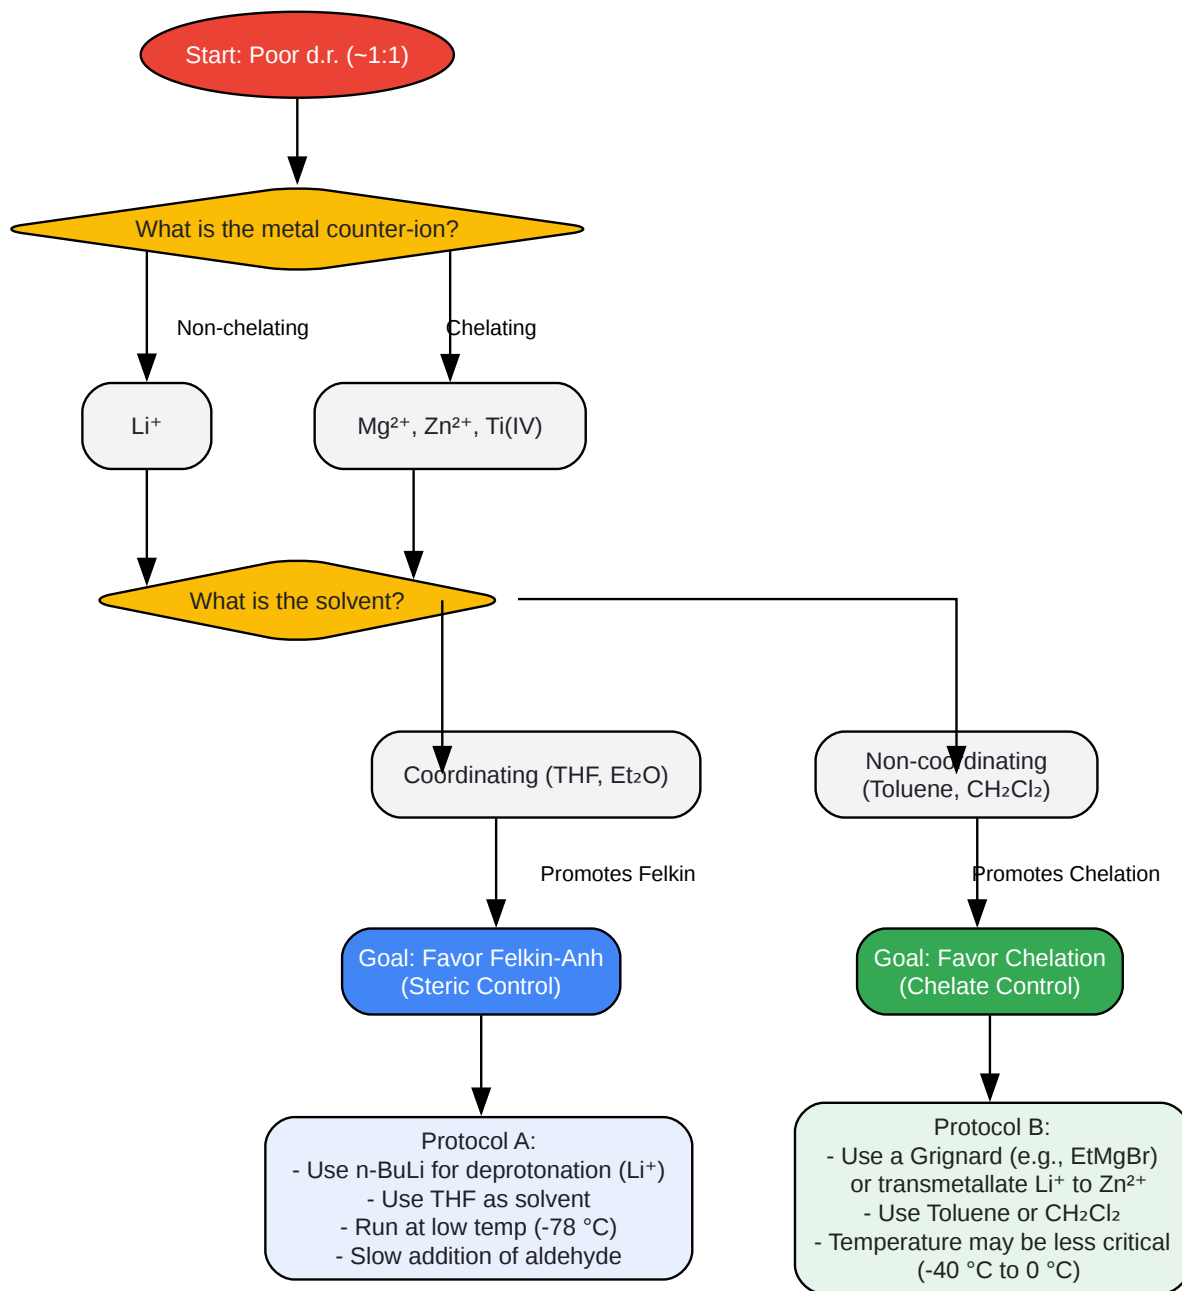 Start: Poor d.r. (~1:1)
What is the metal counter-ion?
Non-chelating
Chelating
Li⁺
Mg²⁺, Zn²⁺, Ti(IV)
What is the solvent?
Coordinating (THF, Et₂O)
Non-coordinating
(Toluene, CH₂Cl₂)
Promotes Felkin
Promotes Chelation
Goal: Favor Felkin-Anh
(Steric Control)
Goal: Favor Chelation
(Chelate Control)
Protocol A:
- Use n-BuLi for deprotonation (Li⁺)
- Use THF as solvent
- Run at low temp (-78 °C)
- Slow addition of aldehyde
Protocol B:
- Use a Grignard (e.g., EtMgBr)
or transmetallate Li⁺ to Zn²⁺
- Use Toluene or CH₂Cl₂
- Temperature may be less critical
(-40 °C to 0 °C)